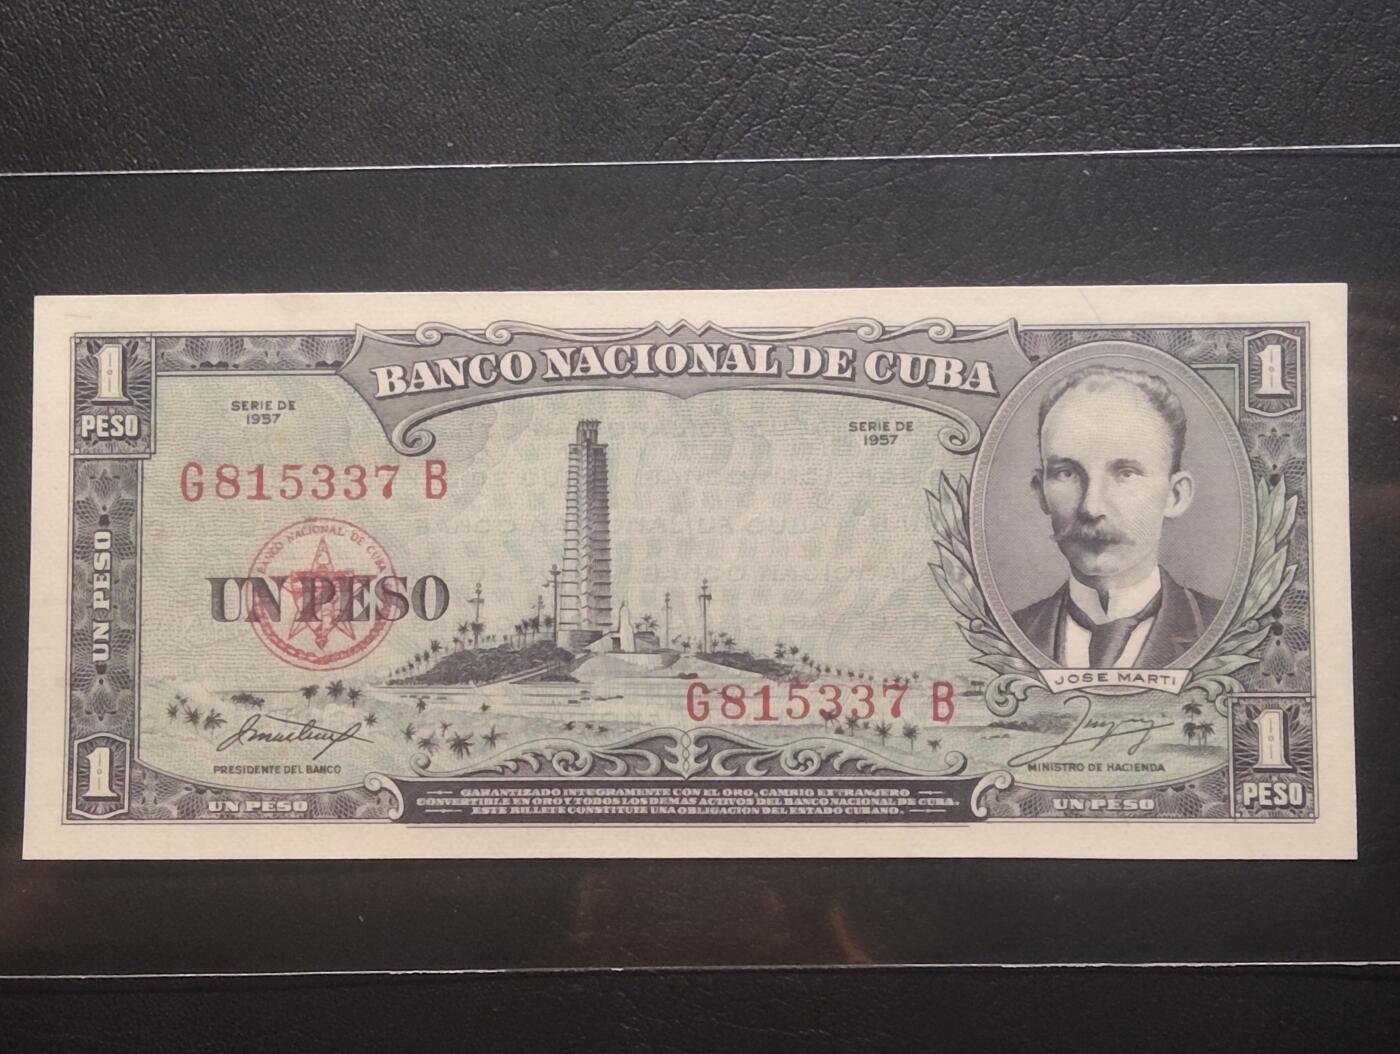 1
PESO
BANCO NACIONAL DE CUBA
1
SERIE DE
1957
SERIE DE
1957
G815337 B
BANCO NACIONAL DE CUBA
UN PESO
UN PESO
JOSE MARTI
G815337 B
1
PRESIDENTE DEL BANCO
MINISTRO DE HACIENDA
1
PESO
UN PESO
GARANTIZADO INTEGRAMENTE CON EL ORO, CAMBIO EXTRANJERO
CONVERTIBLE EN ORO Y TODOS LOS DEMAS ACTIVOS DEL BANCO NACIONAL DE CUBA.
ESTE BILLETE CONSTITUYE UNA OBLIGACION DEL ESTADO CUBANO.
UN PESO